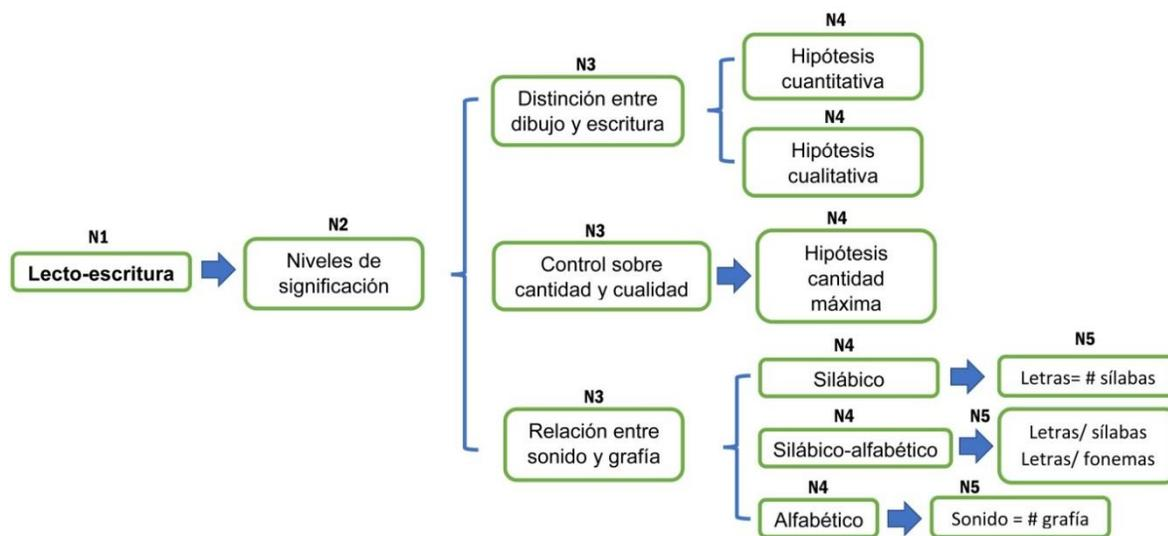 N1
Lecto-escritura
N2
Niveles de
significación
N3
Distinción entre
dibujo y escritura
N4
Hipótesis
cuantitativa
N4
Hipótesis
cualitativa
N3
Control sobre
cantidad y cualidad
N4
Hipótesis
cantidad
máxima
N3
Relación entre
sonido y grafía
N4
Silábico
N5
Letras= # sílabas
N4
Silábico-alfabético
N5
Letras/ sílabas
Letras/ fonemas
N4
Alfabético
N5
Sonido = # grafía